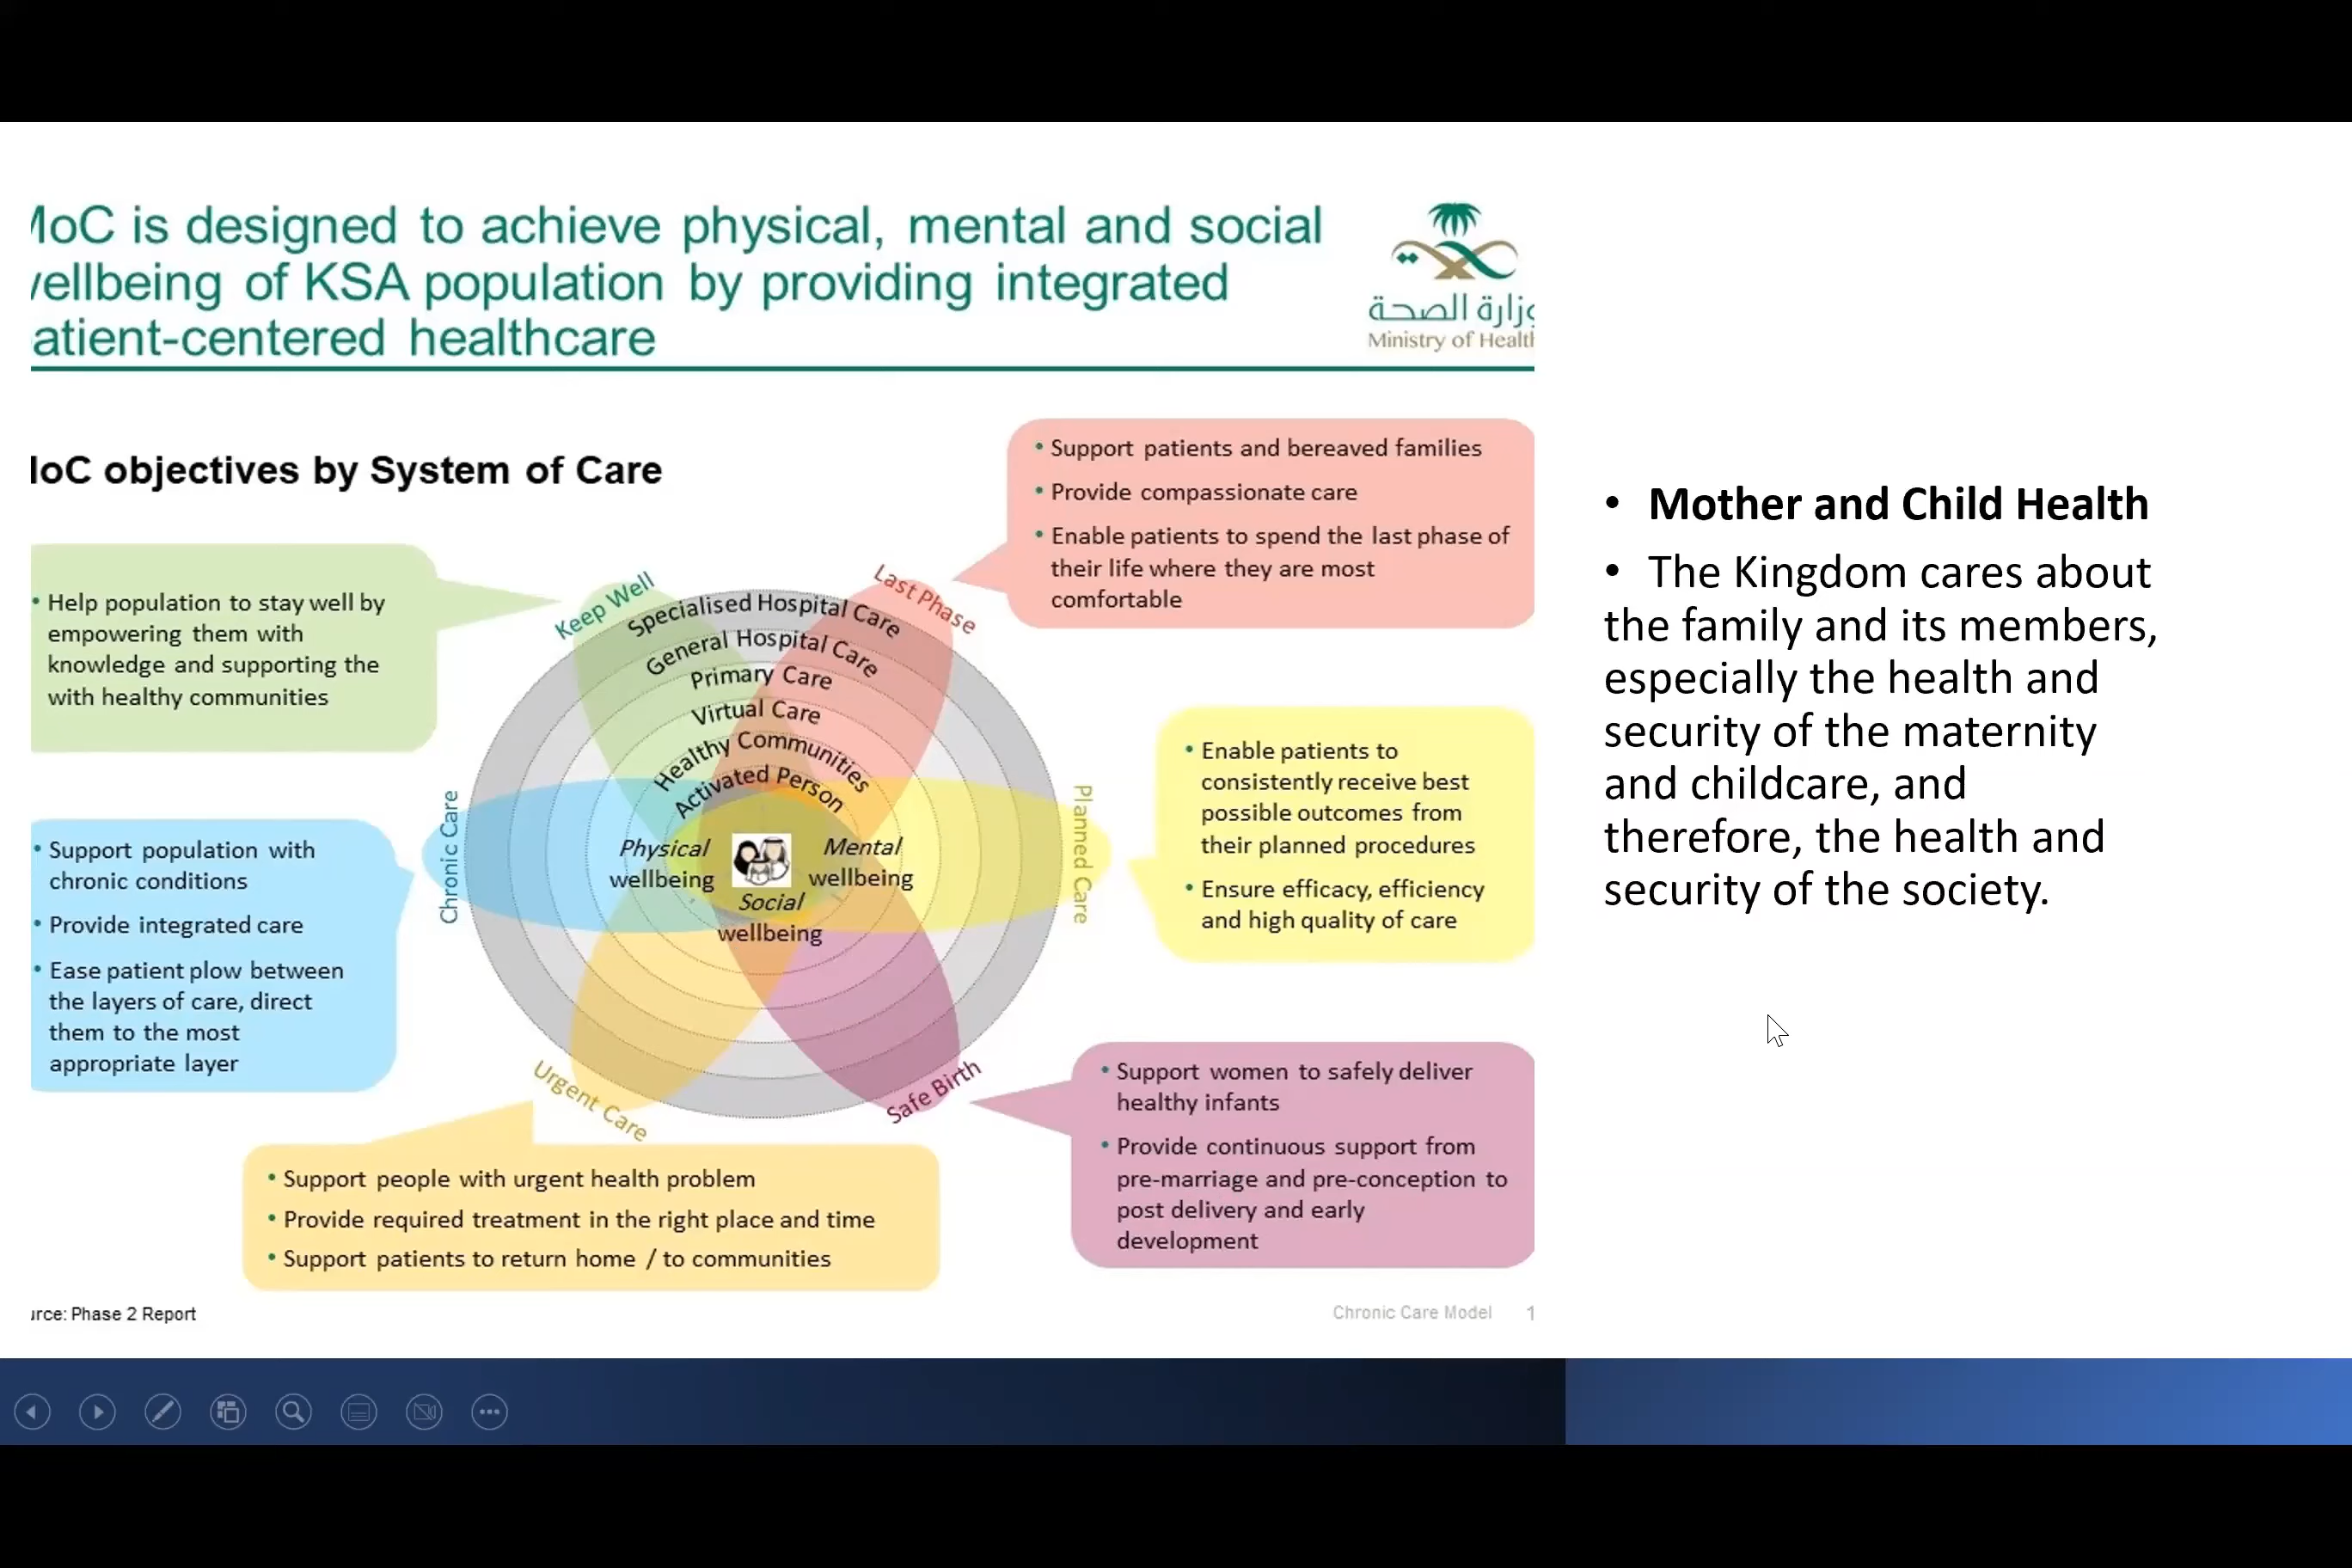 MoC is designed to achieve physical, mental and social
wellbeing of KSA population by providing integrated
atient-centered healthcare
وزارة الصحة
Ministry of Health
MoC objectives by System of Care
• Support patients and bereaved families
• Provide compassionate care
• Enable patients to spend the last phase of
their life where they are most
comfortable
• Help population to stay well by
empowering them with
knowledge and supporting the
with healthy communities
Keep Well
Last Phase
Specialised Hospital Care
General Hospital Care
Primary Care
Virtual Care
Healthy Communities
Activated Person
Physical
wellbeing
Mental
wellbeing
Social
wellbeing
Chronic Care
Planned Care
Urgent Care
Safe Birth
• Enable patients to
consistently receive best
possible outcomes from
their planned procedures
• Ensure efficacy, efficiency
and high quality of care
• Support population with
chronic conditions
• Provide integrated care
• Ease patient plow between
the layers of care, direct
them to the most
appropriate layer
• Support women to safely deliver
healthy infants
• Provide continuous support from
pre-marriage and pre-conception to
post delivery and early
development
• Support people with urgent health problem
• Provide required treatment in the right place and time
• Support patients to return home / to communities
urce: Phase 2 Report
Chronic Care Model 1
• Mother and Child Health
• The Kingdom cares about
the family and its members,
especially the health and
security of the maternity
and childcare, and
therefore, the health and
security of the society.